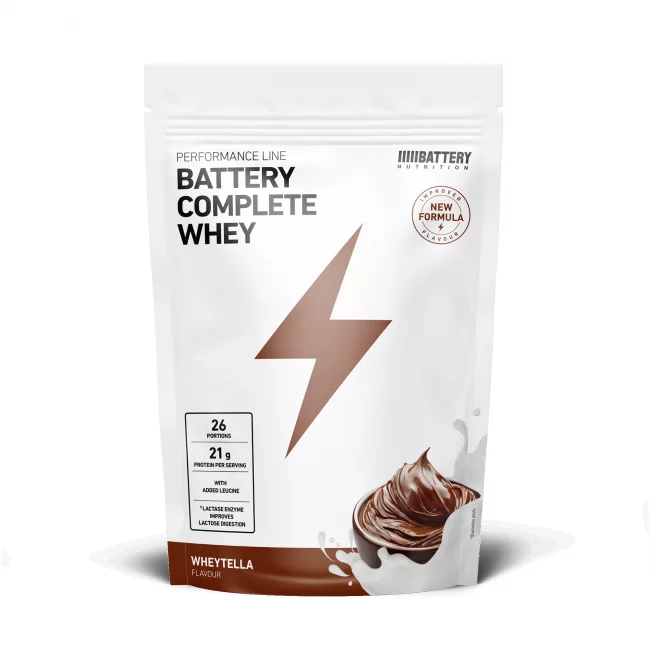 PERFORMANCE LINE
BATTERY
COMPLETE
WHEY
BATTERY
NUTRITION
IMPROVED
NEW
FORMULA
FLAVOUR
26
PORTIONS
21 g
PROTEIN PER SERVING
WITH
ADDED LEUCINE
*LACTASE ENZYME
IMPROVES
LACTOSE DIGESTION
WHEYTELLA
FLAVOUR